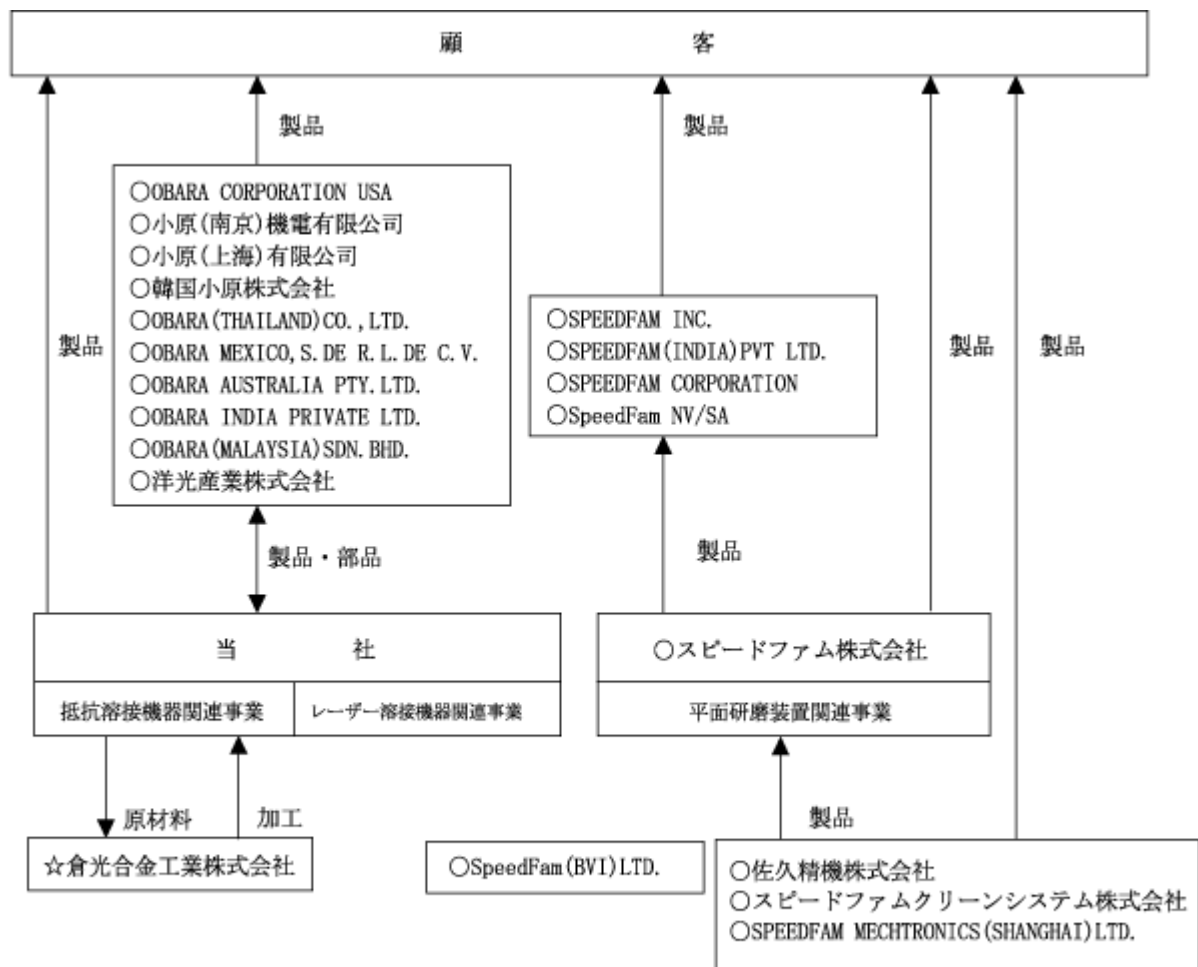 顧 客
製品
製品
○OBARA CORPORATION USA
○小原(南京)機電有限公司
○小原(上海)有限公司
○韓国小原株式会社
○OBARA(THAILAND)CO.,LTD.
○OBARA MEXICO,S.DE R.L.DE C.V.
○OBARA AUSTRALIA PTY.LTD.
○OBARA INDIA PRIVATE LTD.
○OBARA(MALAYSIA)SDN.BHD.
○洋光産業株式会社
○SPEEDFAM INC.
○SPEEDFAM(INDIA)PVT LTD.
○SPEEDFAM CORPORATION
○SpeedFam NV/SA
製品
製品
製品
製品・部品
製品
当 社
抵抗溶接機器関連事業
レーザー溶接機器関連事業
○スピードファム株式会社
平面研磨装置関連事業
原材料
加工
製品
☆倉光合金工業株式会社
○SpeedFam(BVI)LTD.
○佐久精機株式会社
○スピードファムクリーンシステム株式会社
○SPEEDFAM MECHTRONICS(SHANGHAI)LTD.